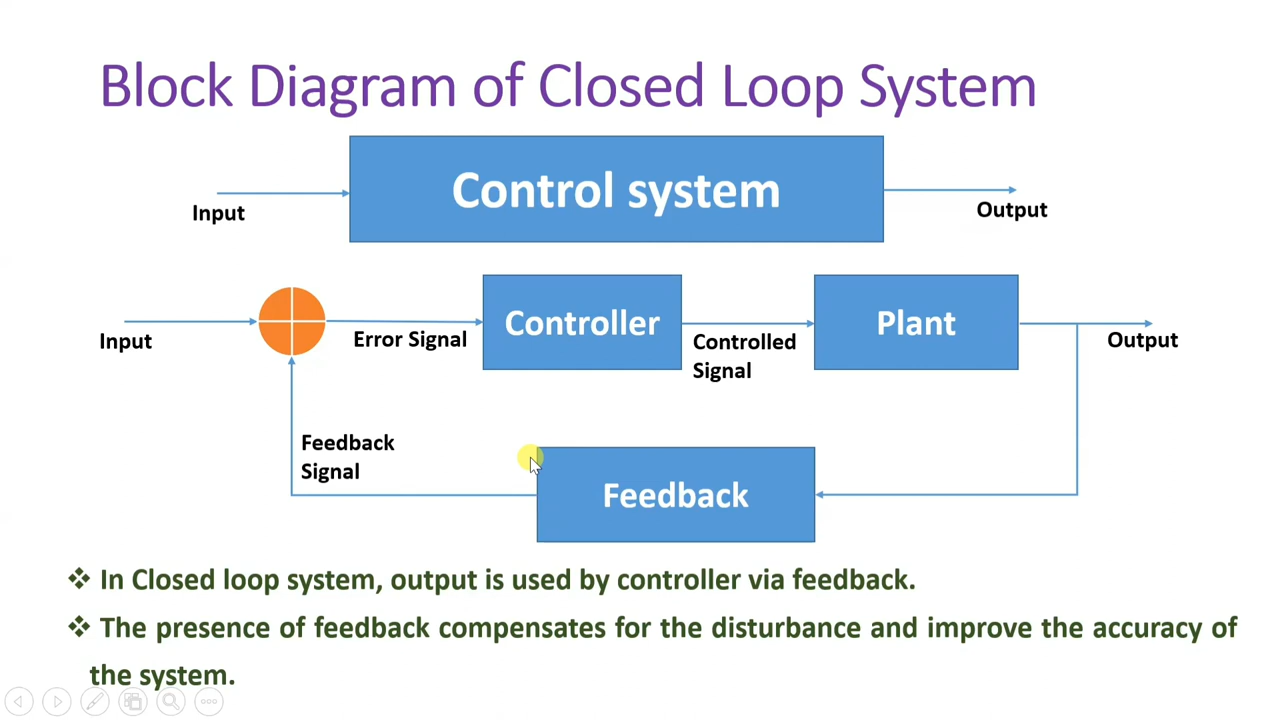 Block Diagram of Closed Loop System
Control system
Input
Output
Controller
Plant
Error Signal
Controlled
Signal
Input
Output
Feedback
Signal
Feedback
❖ In Closed loop system, output is used by controller via feedback.
❖ The presence of feedback compensates for the disturbance and improve the accuracy of
the system.